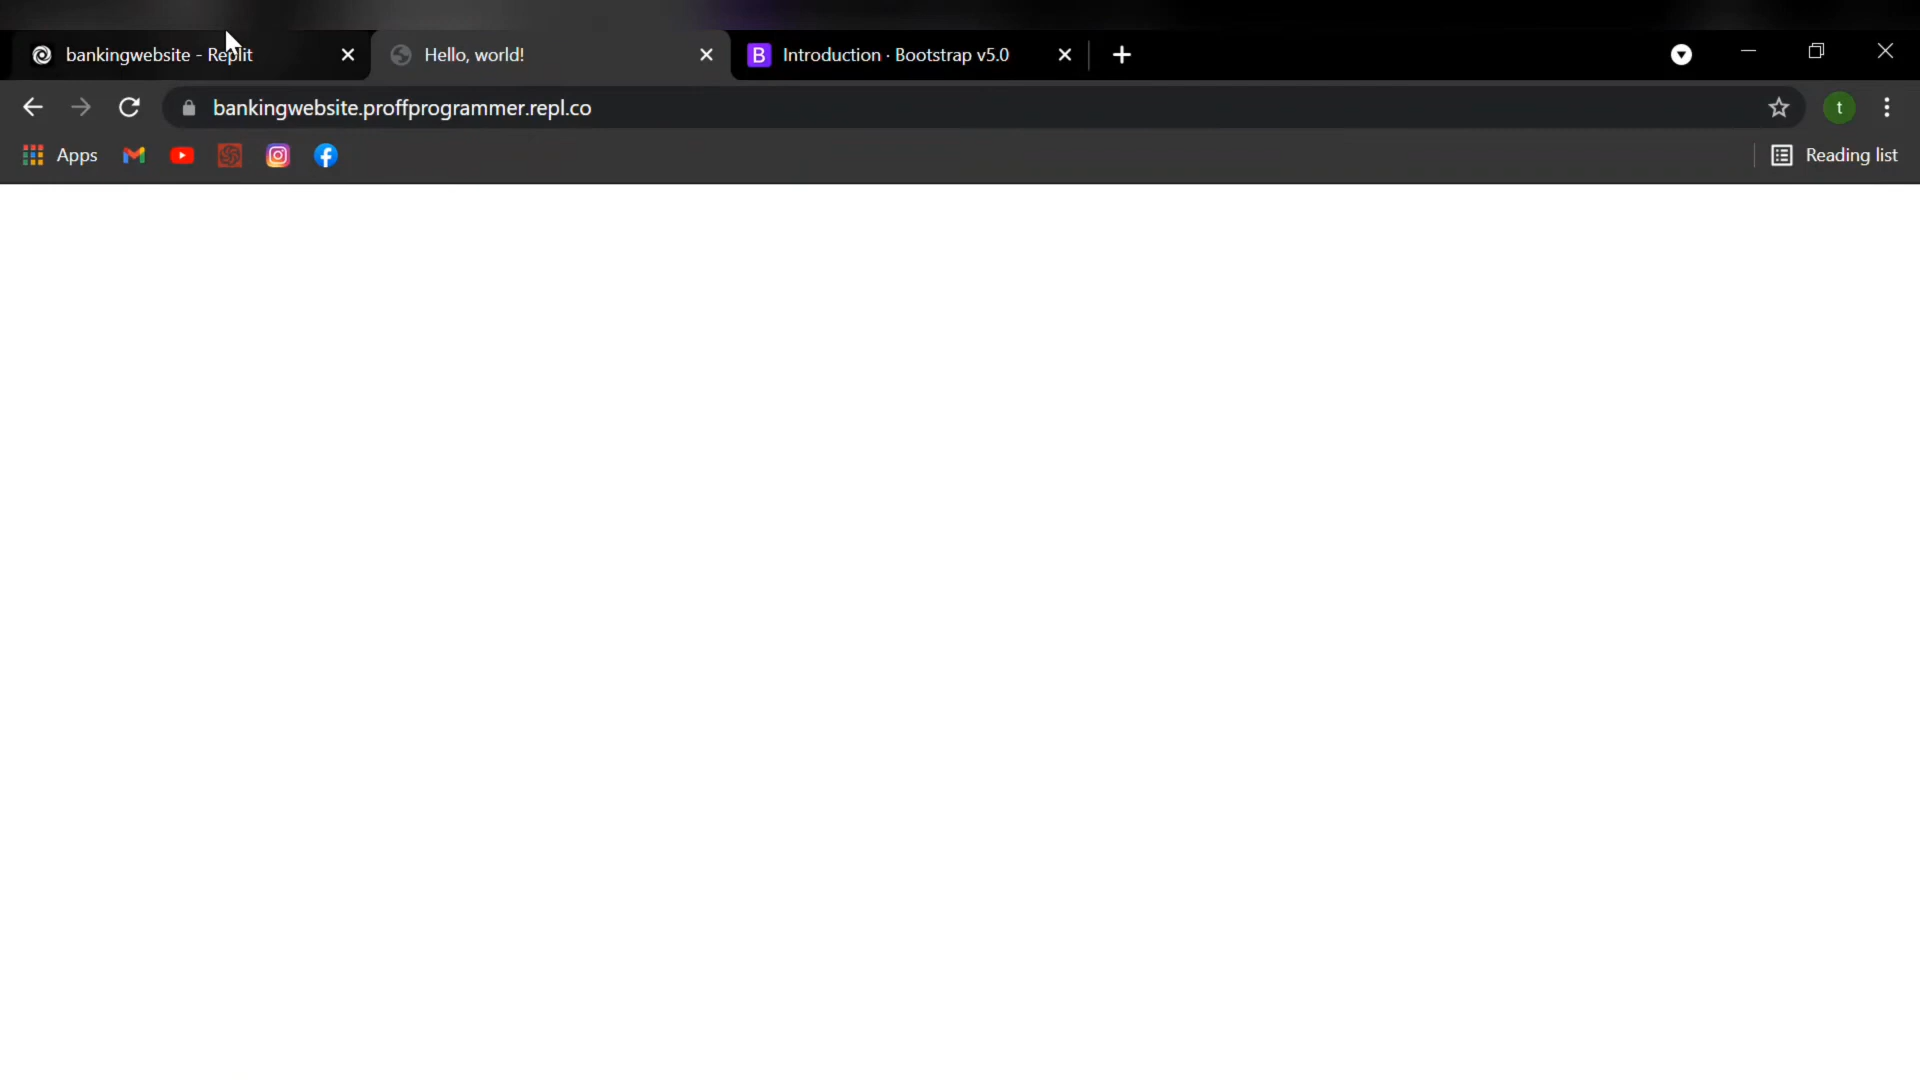 bankingwebsite - Replit
Hello, world!
B Introduction · Bootstrap v5.0
bankingwebsite.proffprogrammer.repl.co
t
Apps
Reading list